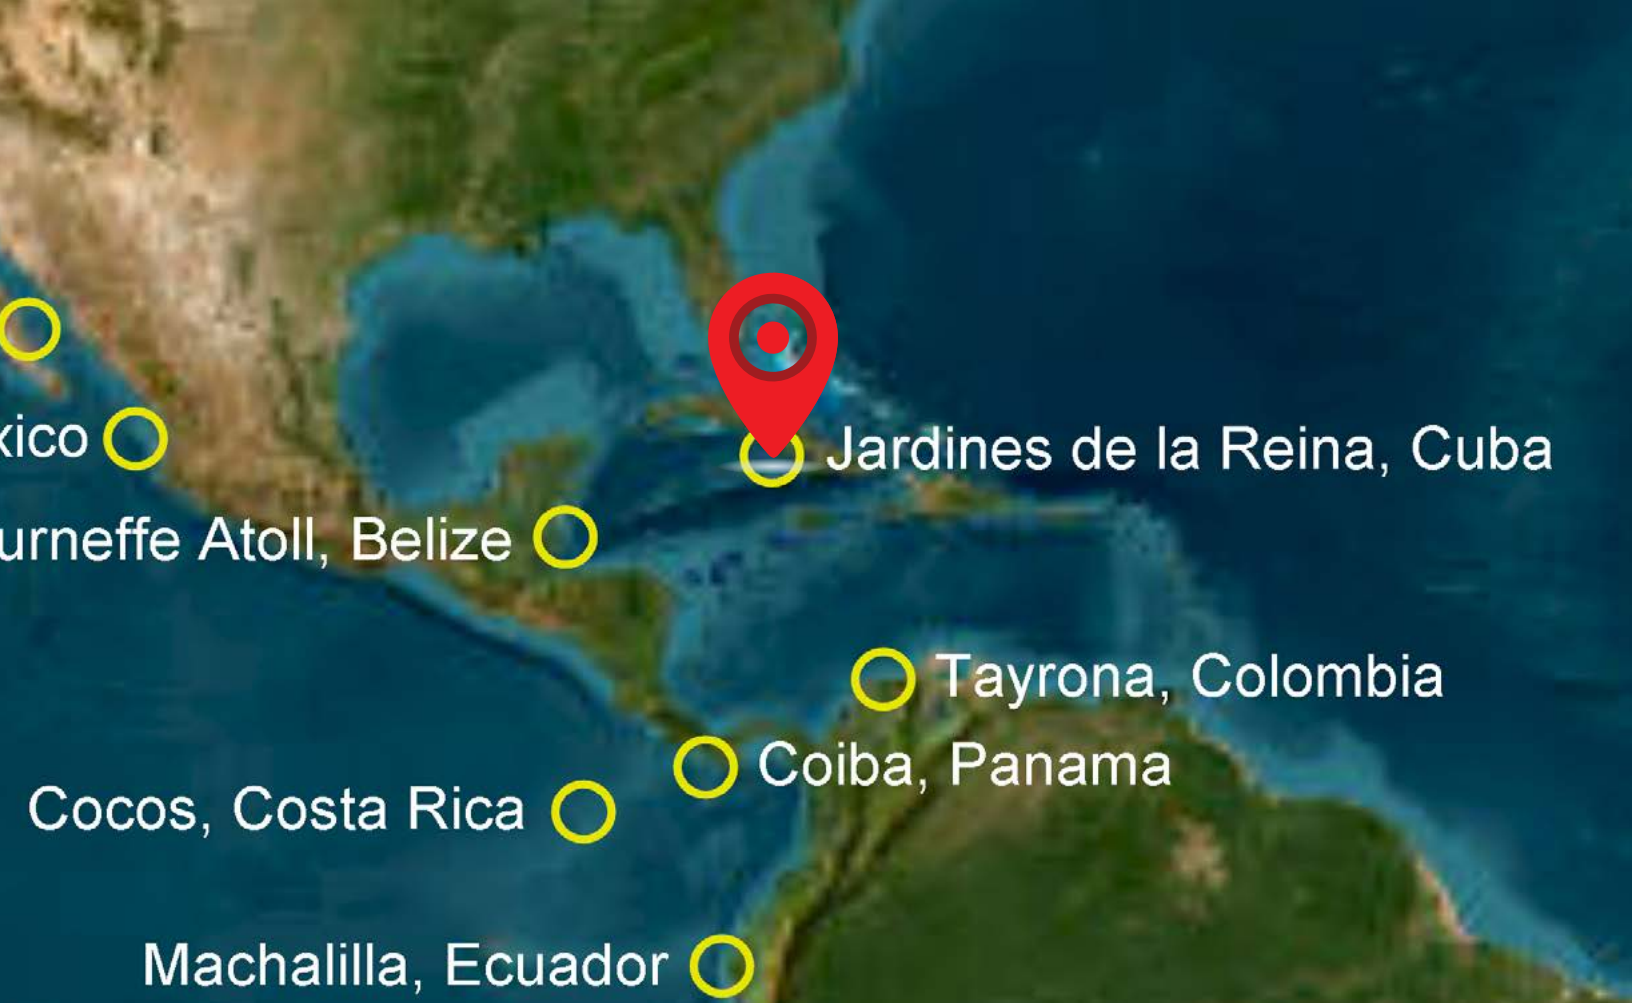 Jardines de la Reina, Cuba
xico
urneffe Atoll, Belize
Tayrona, Colombia
Coiba, Panama
Cocos, Costa Rica
Machalilla, Ecuador